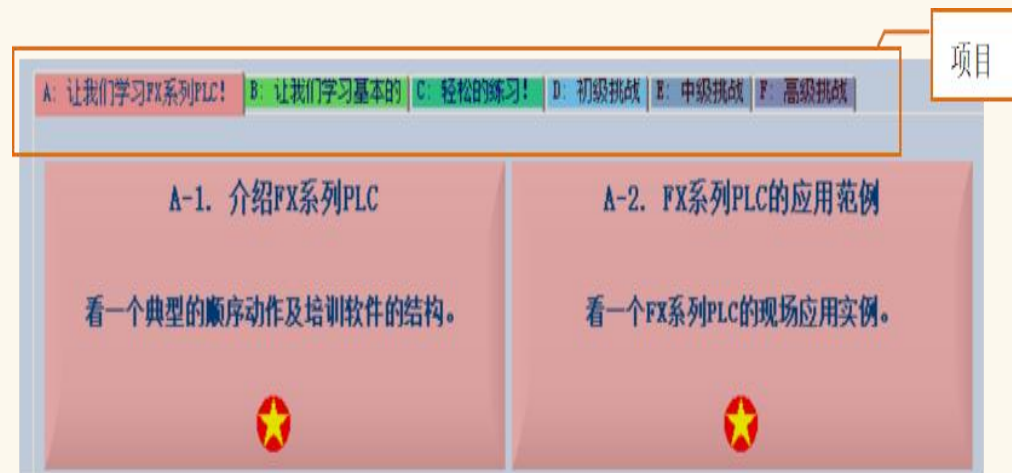 项目
A: 让我们学习FX系列PLC! B: 让我们学习基本的 C: 轻松的练习! D: 初级挑战 E: 中级挑战 F: 高级挑战
A-1. 介绍FX系列PLC
看一个典型的顺序动作及培训软件的结构。
A-2. FX系列PLC的应用范例
看一个FX系列PLC的现场应用实例。